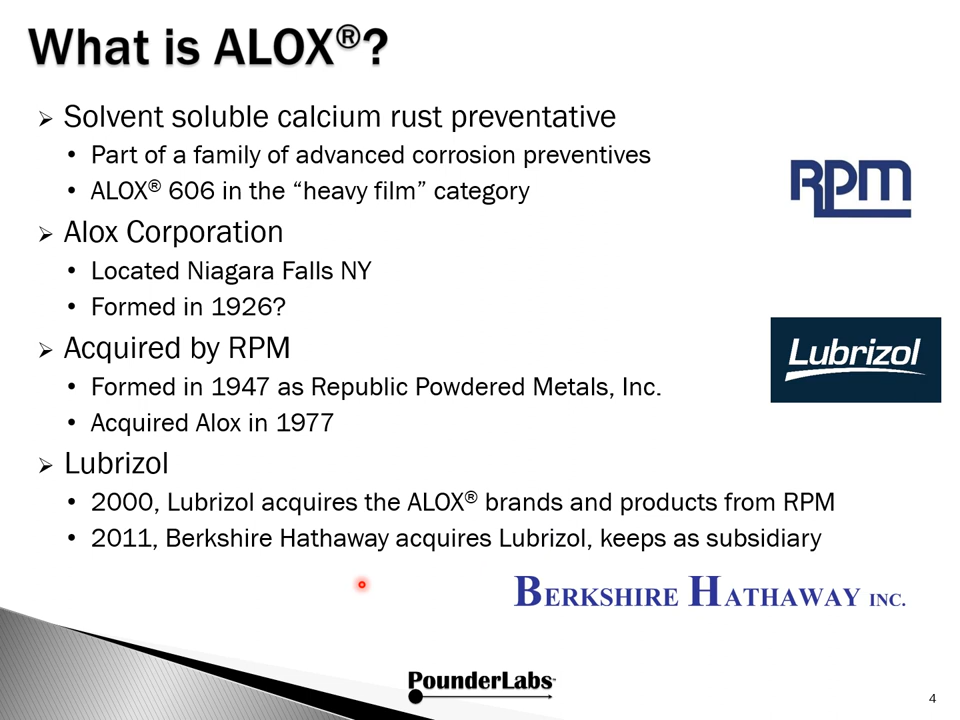 What is ALOX®?
Solvent soluble calcium rust preventative
Part of a family of advanced corrosion preventives
ALOX® 606 in the “heavy film” category
RPM
Alox Corporation
Located Niagara Falls NY
Formed in 1926?
Acquired by RPM
Formed in 1947 as Republic Powdered Metals, Inc.
Acquired Alox in 1977
Lubrizol
Lubrizol
2000, Lubrizol acquires the ALOX® brands and products from RPM
2011, Berkshire Hathaway acquires Lubrizol, keeps as subsidiary
BERKSHIRE HATHAWAY INC.
PounderLabs™
4